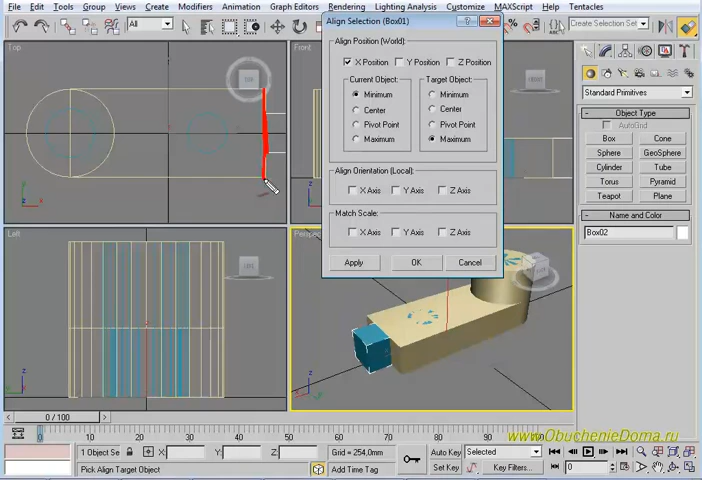 File Edit Tools Group Views Create Modifiers Animation Graph Editors Rendering Lighting Analysis Customize MAXScript Help Tentacles
All
Create Selection Set
Align Selection (Box01)
Align Position (World):
X Position Y Position Z Position
Current Object: Target Object:
Minimum Minimum
Center Center
Pivot Point Pivot Point
Maximum Maximum
Align Orientation (Local):
X Axis Y Axis Z Axis
Match Scale:
X Axis Y Axis Z Axis
Apply OK Cancel
Top
Front
Left
Perspe
Standard Primitives
Object Type
AutoGrid
Box Cone
Sphere GeoSphere
Cylinder Tube
Torus Pyramid
Teapot Plane
Name and Color
Box02
0 / 100
0 10 20 30 40 50 60 70 80 90 100
www.ObuchenieDoma.ru
1 Object Se X: Y: Z: Grid = 254,0mm Auto Key Selected
Pick Align Target Object Add Time Tag Set Key Key Filters... 0